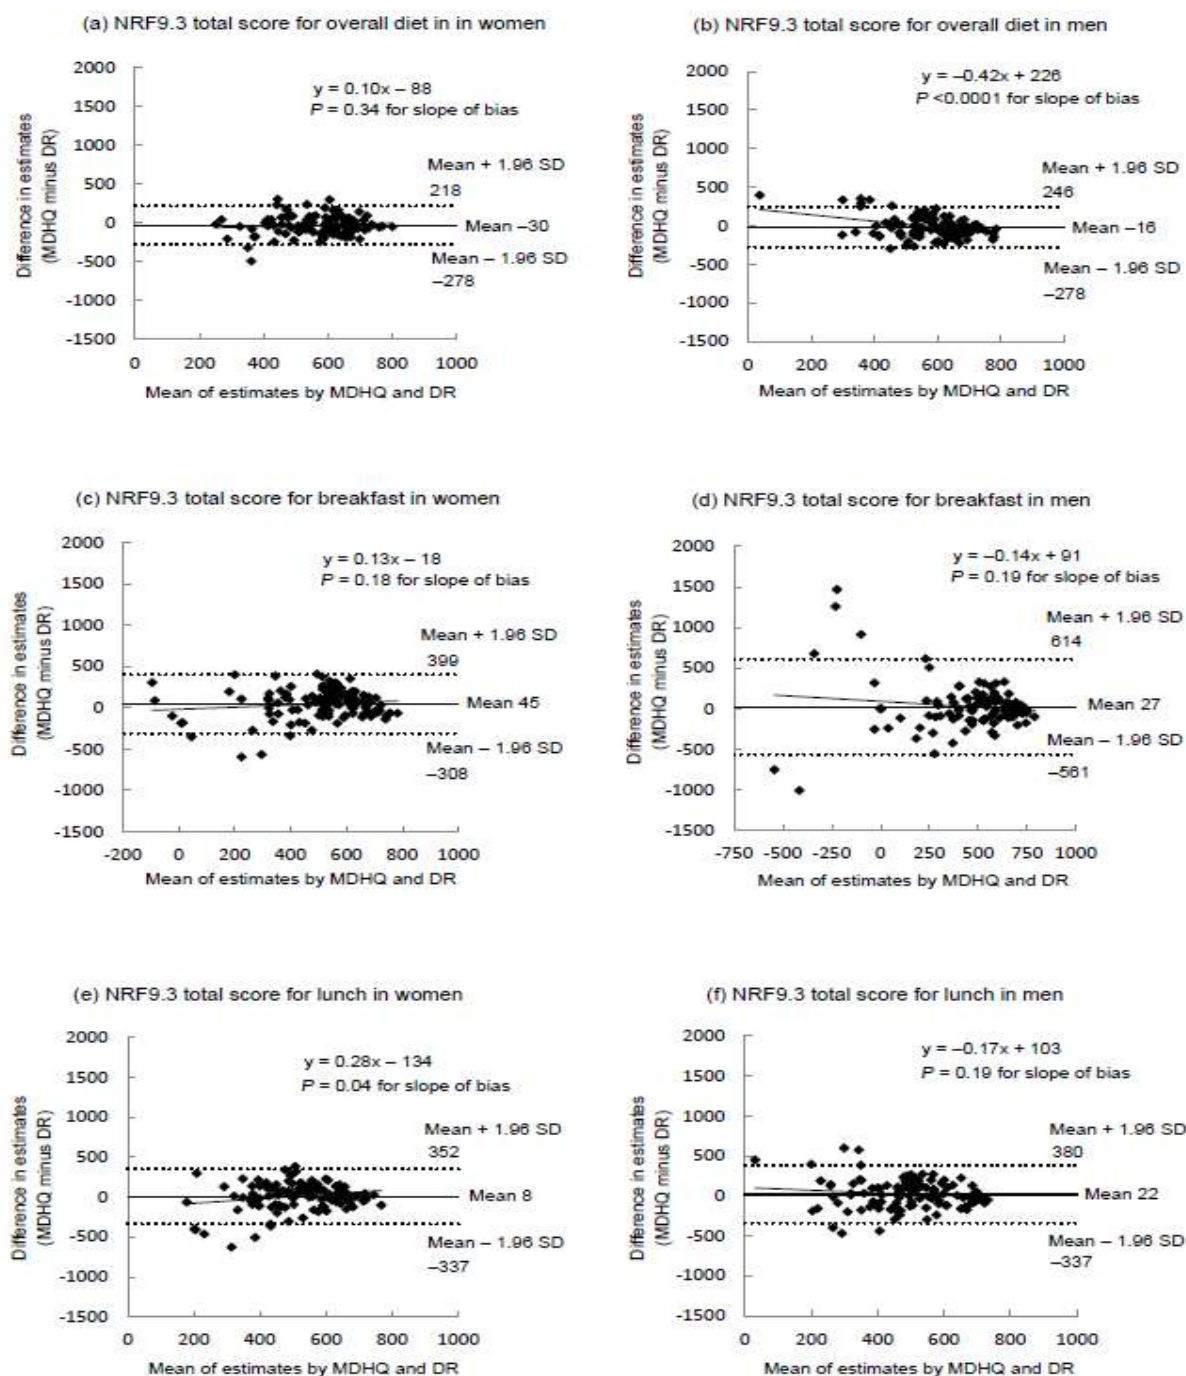 (a) NRF9.3 total score for overall diet in in women
2000
1500
1000
500
0
-500
-1000
-1500
Difference in estimates
(MDHQ minus DR)
y = 0.10x – 88
P = 0.34 for slope of bias
Mean + 1.96 SD
218
Mean –30
Mean – 1.96 SD
–278
0 200 400 600 800 1000
Mean of estimates by MDHQ and DR
(b) NRF9.3 total score for overall diet in men
2000
1500
1000
500
0
-500
-1000
-1500
Difference in estimates
(MDHQ minus DR)
y = –0.42x + 226
P <0.0001 for slope of bias
Mean + 1.96 SD
246
Mean –16
Mean – 1.96 SD
–278
0 200 400 600 800 1000
Mean of estimates by MDHQ and DR
(c) NRF9.3 total score for breakfast in women
2000
1500
1000
500
0
-500
-1000
-1500
Difference in estimates
(MDHQ minus DR)
y = 0.13x – 18
P = 0.18 for slope of bias
Mean + 1.96 SD
399
Mean 45
Mean – 1.96 SD
–308
-200 0 200 400 600 800 1000
Mean of estimates by MDHQ and DR
(d) NRF9.3 total score for breakfast in men
2000
1500
1000
500
0
-500
-1000
-1500
Difference in estimates
(MDHQ minus DR)
y = –0.14x + 91
P = 0.19 for slope of bias
Mean + 1.96 SD
614
Mean 27
Mean – 1.96 SD
–561
-750 -500 -250 0 250 500 750 1000
Mean of estimates by MDHQ and DR
(e) NRF9.3 total score for lunch in women
2000
1500
1000
500
0
-500
-1000
-1500
Difference in estimates
(MDHQ minus DR)
y = 0.28x – 134
P = 0.04 for slope of bias
Mean + 1.96 SD
352
Mean 8
Mean – 1.96 SD
–337
0 200 400 600 800 1000
Mean of estimates by MDHQ and DR
(f) NRF9.3 total score for lunch in men
2000
1500
1000
500
0
-500
-1000
-1500
Difference in estimates
(MDHQ minus DR)
y = –0.17x + 103
P = 0.19 for slope of bias
Mean + 1.96 SD
380
Mean 22
Mean – 1.96 SD
–337
0 200 400 600 800 1000
Mean of estimates by MDHQ and DR